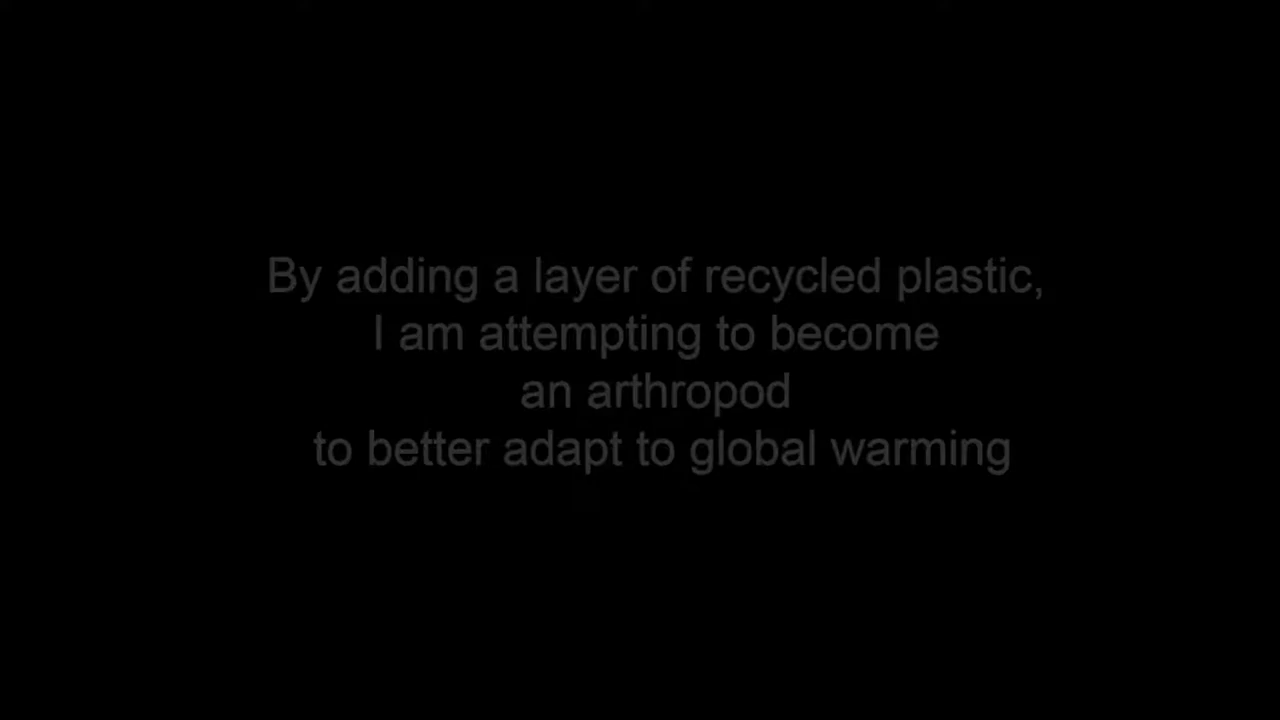 By adding a layer of recycled plastic,
I am attempting to become
an arthropod
to better adapt to global warming